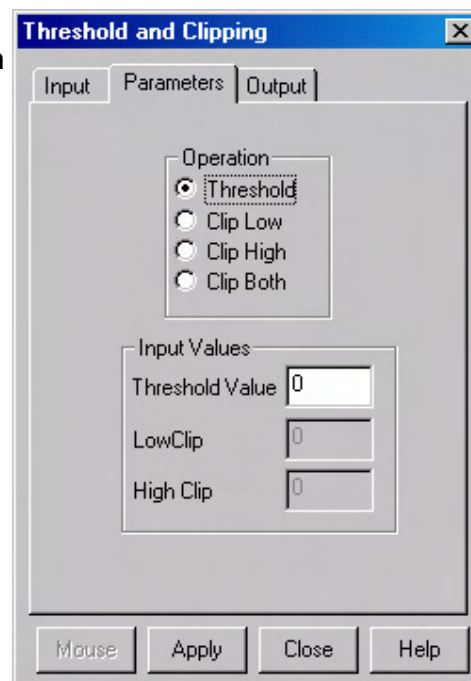 Threshold and Clipping
Input Parameters Output
Operation
Threshold
Clip Low
Clip High
Clip Both
Input Values
Threshold Value 0
LowClip 0
High Clip 0
Mouse Apply Close Help